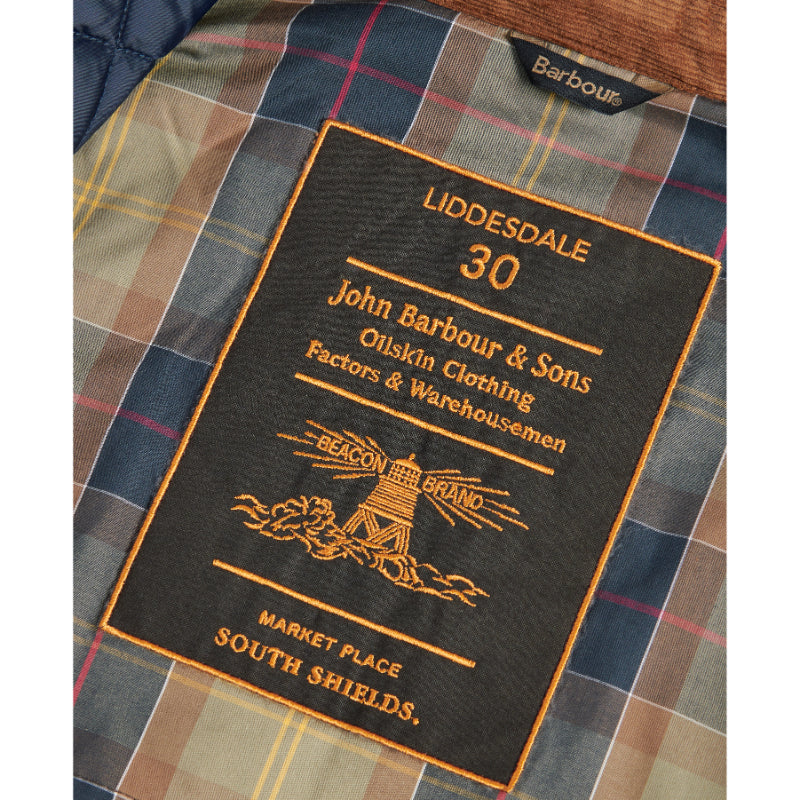 Barbour®
LIDDESDALE
30
John Barbour & Sons
Oilskin Clothing
Factors & Warehousemen
BEACON BRAND
MARKET PLACE
SOUTH SHIELDS.